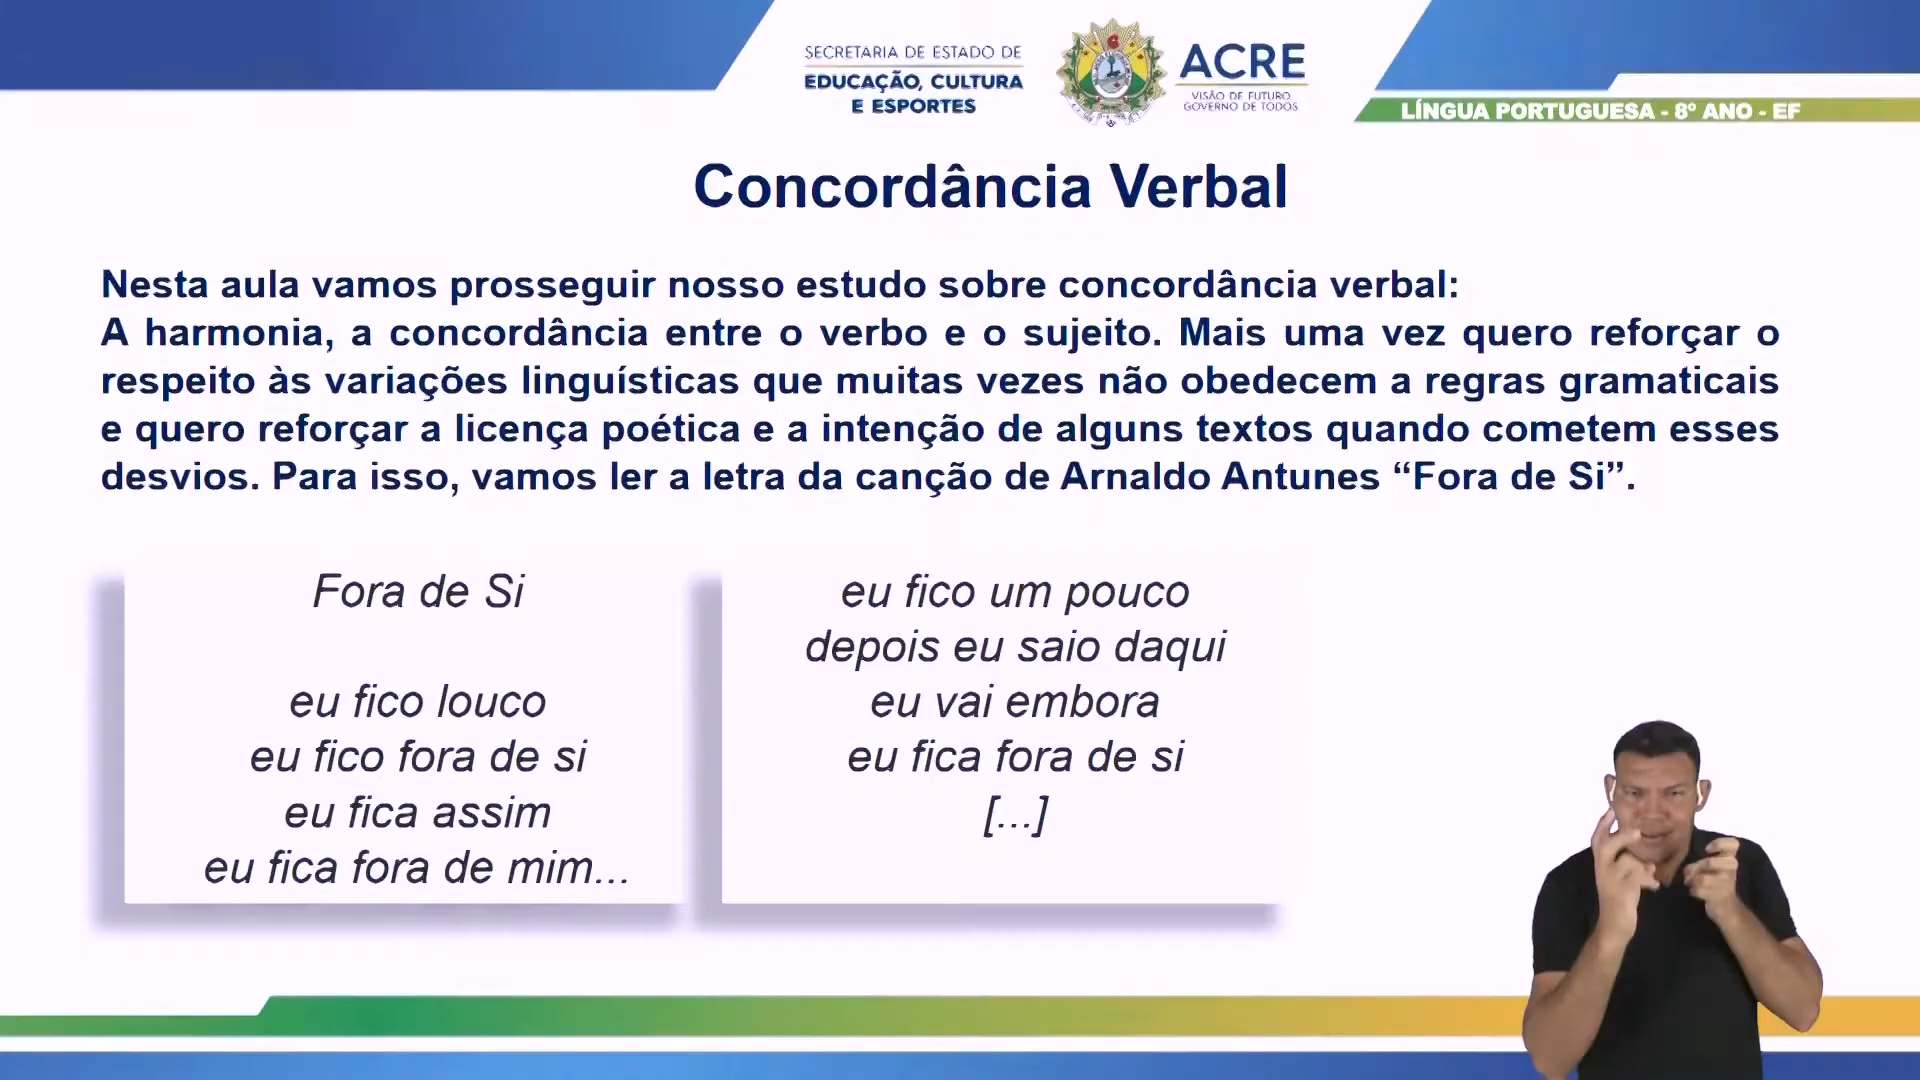 SECRETARIA DE ESTADO DE
EDUCAÇÃO, CULTURA
E ESPORTES
ACRE
VISÃO DE FUTURO
GOVERNO DE TODOS
LÍNGUA PORTUGUESA - 8º ANO - EF
Concordância Verbal
Nesta aula vamos prosseguir nosso estudo sobre concordância verbal:
A harmonia, a concordância entre o verbo e o sujeito. Mais uma vez quero reforçar o
respeito às variações linguísticas que muitas vezes não obedecem a regras gramaticais
e quero reforçar a licença poética e a intenção de alguns textos quando cometem esses
desvios. Para isso, vamos ler a letra da canção de Arnaldo Antunes “Fora de Si”.
Fora de Si
eu fico louco
eu fico fora de si
eu fica assim
eu fica fora de mim...
eu fico um pouco
depois eu saio daqui
eu vai embora
eu fica fora de si
[...]